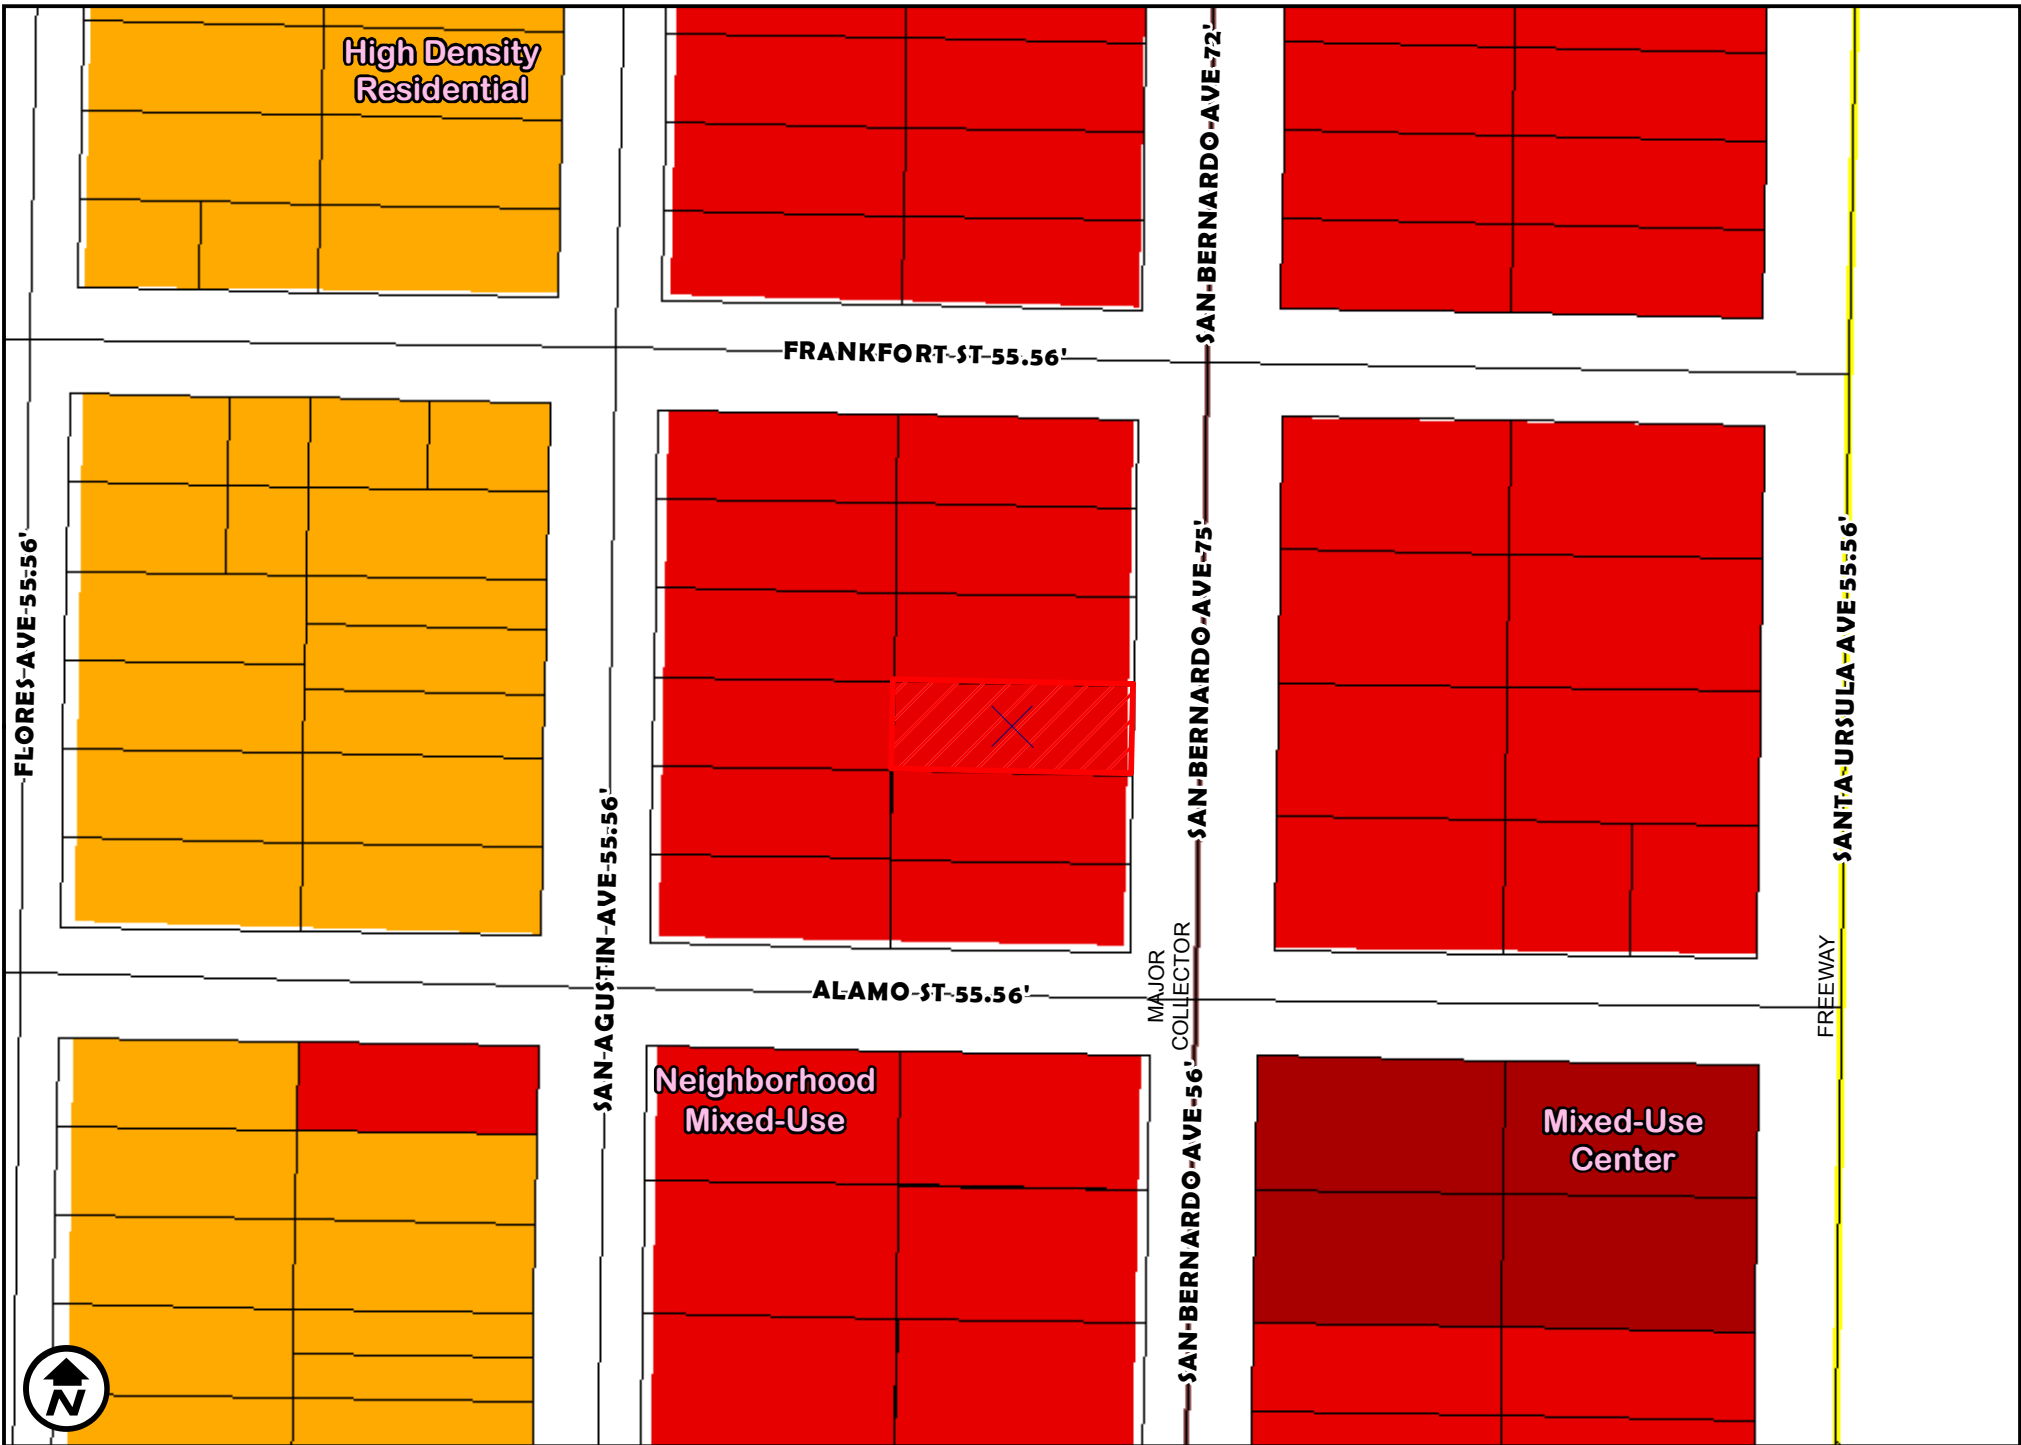 High Density
Residential
SAN-BERNARDO-AVE-72'
FRANKFORT-ST-55.56'
FLORES-AVE-55.56'
SAN-BERNARDO-AVE-75'
SANTA-URSULA-AVE-55.56'
SAN-AGUSTIN-AVE-55.56'
MAJOR
COLLECTOR
FREEWAY
ALAMO-ST-55.56'
Neighborhood
Mixed-Use
SAN-BERNARDO-AVE-56'
Mixed-Use
Center
N